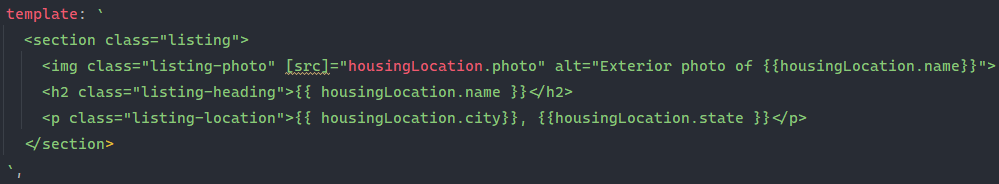 template: `
<section class="listing">
<img class="listing-photo" [src]="housingLocation.photo" alt="Exterior photo of {{housingLocation.name}}">
<h2 class="listing-heading">{{ housingLocation.name }}</h2>
<p class="listing-location">{{ housingLocation.city}}, {{housingLocation.state }}</p>
</section>
`,